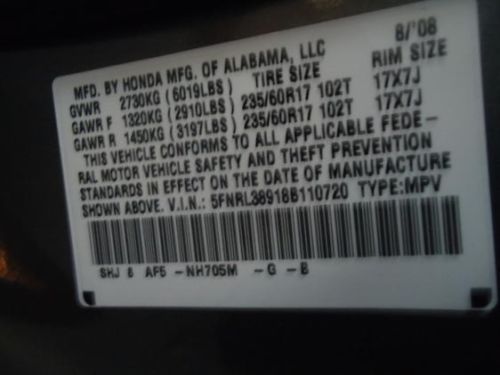 MFD. BY HONDA MFG. OF ALABAMA, LLC 8/'08
GVWR 2730KG (6019LBS) TIRE SIZE RIM SIZE
GAWR F 1320KG (2910LBS) 235/60R17 102T 17X7J
GAWR R 1450KG (3197LBS) 235/60R17 102T 17X7J
THIS VEHICLE CONFORMS TO ALL APPLICABLE FEDE-
RAL MOTOR VEHICLE SAFETY AND THEFT PREVENTION
STANDARDS IN EFFECT ON THE DATE OF MANUFACTURE
SHOWN ABOVE. V.I.N.: 5FNRL38918B110720 TYPE:MPV
SHJ 8 AF5 -NH705M -G -B